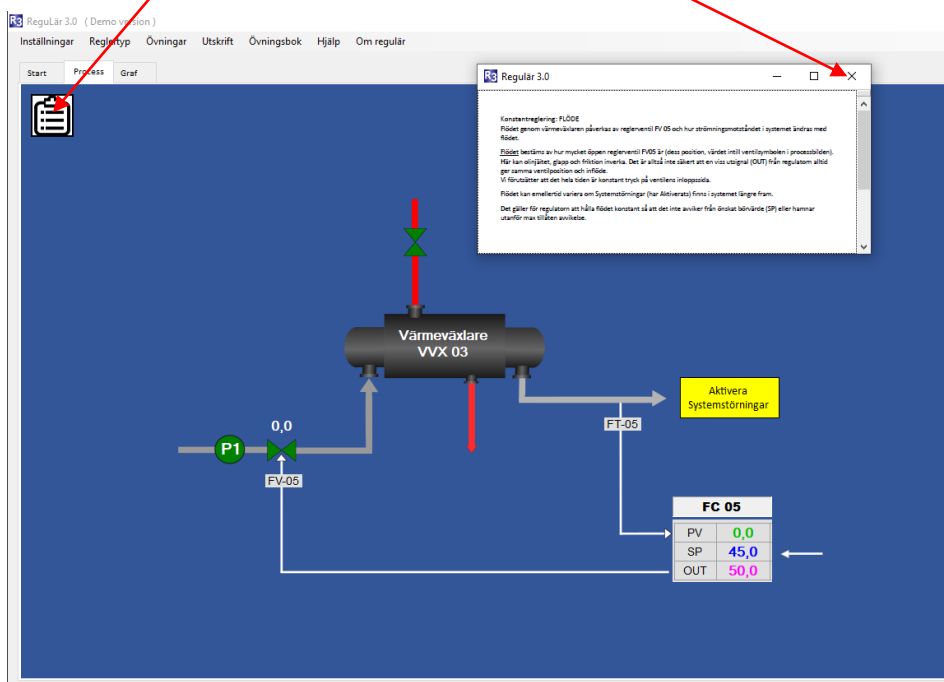 R3 ReguLär 3.0 ( Demo version )
Inställningar Reglertyp Övningar Utskrift Övningsbok Hjälp Om regulär
Start Process Graf
R3 Regulär 3.0
Konstantreglering: FLÖDE
Flödet genom värmeväxlaren påverkas av reglerventil FV 05 och hur strömningsmotståndet i systemet ändras med
flödet.
Flödet bestäms av hur mycket öppen reglerventil FV05 är (dess position, värdet intill ventilsymbolen i processbilden).
Här kan olinjäitet, glapp och friktion inverka. Det är alltså inte säkert att en viss utsignal (OUT) från regulatorn alltid
ger samma ventilposition och inflöde.
Vi förutsätter att det hela tiden är konstant tryck på ventilens inloppssida.
Flödet kan emellertid variera om Systemstörningar (har Aktiverats) finns i systemet längre fram.
Det gäller för regulatorn att hålla flödet konstant så att det inte avviker från önskat börvärde (SP) eller hamnar
utanför max tillåten avvikelse.
Värmeväxlare
VVX 03
Aktivera
Systemstörningar
FT-05
0,0
P1
FV-05
FC 05
PV 0,0
SP 45,0
OUT 50,0